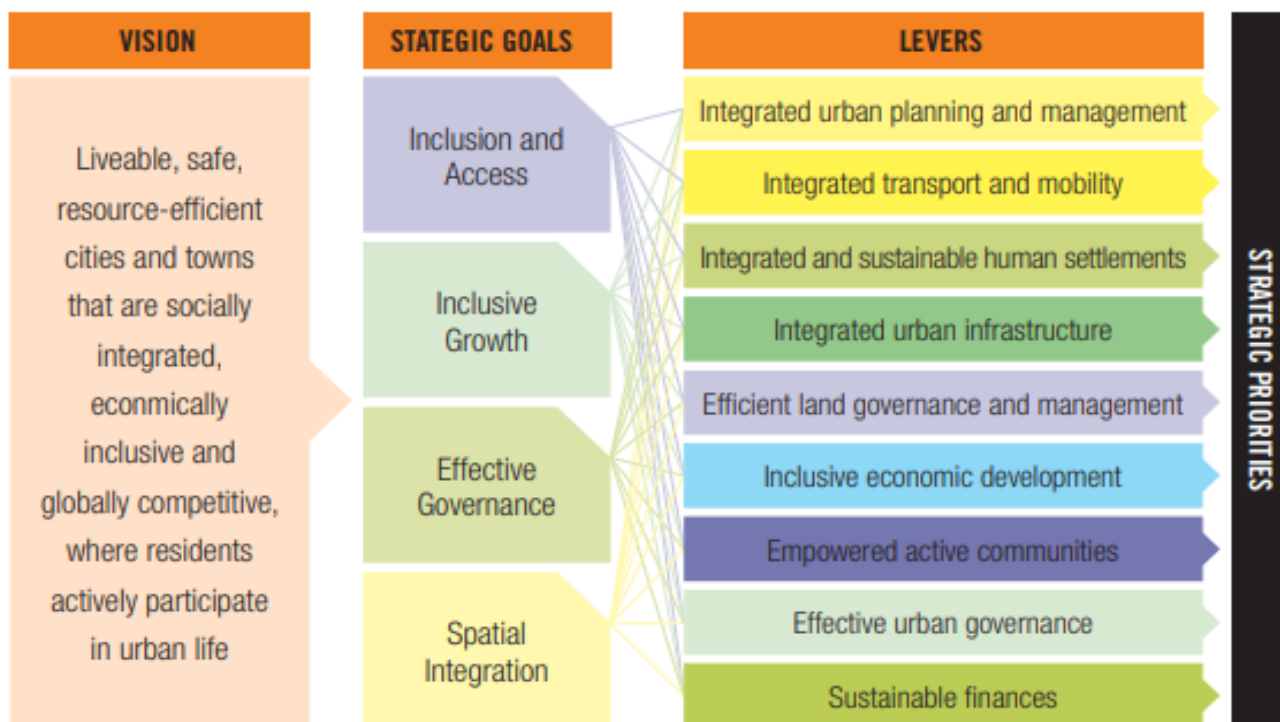 VISION
Liveable, safe,
resource-efficient
cities and towns
that are socially
integrated,
econmically
inclusive and
globally competitive,
where residents
actively participate
in urban life
STATEGIC GOALS
Inclusion and
Access
Inclusive
Growth
Effective
Governance
Spatial
Integration
LEVERS
Integrated urban planning and management
Integrated transport and mobility
Integrated and sustainable human settlements
Integrated urban infrastructure
Efficient land governance and management
Inclusive economic development
Empowered active communities
Effective urban governance
Sustainable finances
STRATEGIC PRIORITIES